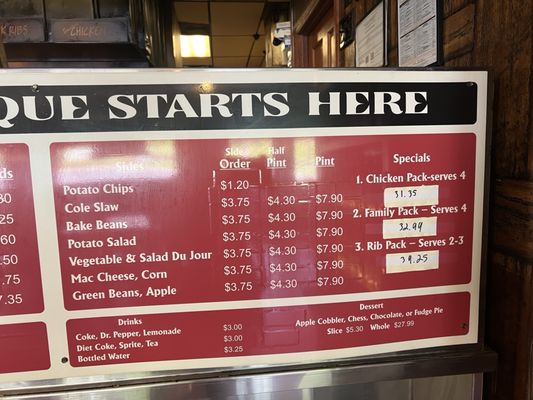 RIBS
CHICKEN
QUE STARTS HERE
Sides
Side Order
Half Pint
Pint
Potato Chips $1.20
Cole Slaw $3.75 $4.30 $7.90
Bake Beans $3.75 $4.30 $7.90
Potato Salad $3.75 $4.30 $7.90
Vegetable & Salad Du Jour $3.75 $4.30 $7.90
Mac Cheese, Corn $3.75 $4.30 $7.90
Green Beans, Apple $3.75 $4.30 $7.90
Specials
1. Chicken Pack-serves 4
31.35
2. Family Pack - Serves 4
32.99
3. Rib Pack - Serves 2-3
39.25
Drinks
Coke, Dr. Pepper, Lemonade $3.00
Diet Coke, Sprite, Tea $3.00
Bottled Water $3.25
Dessert
Apple Cobbler, Chess, Chocolate, or Fudge Pie
Slice $5.30 Whole $27.99